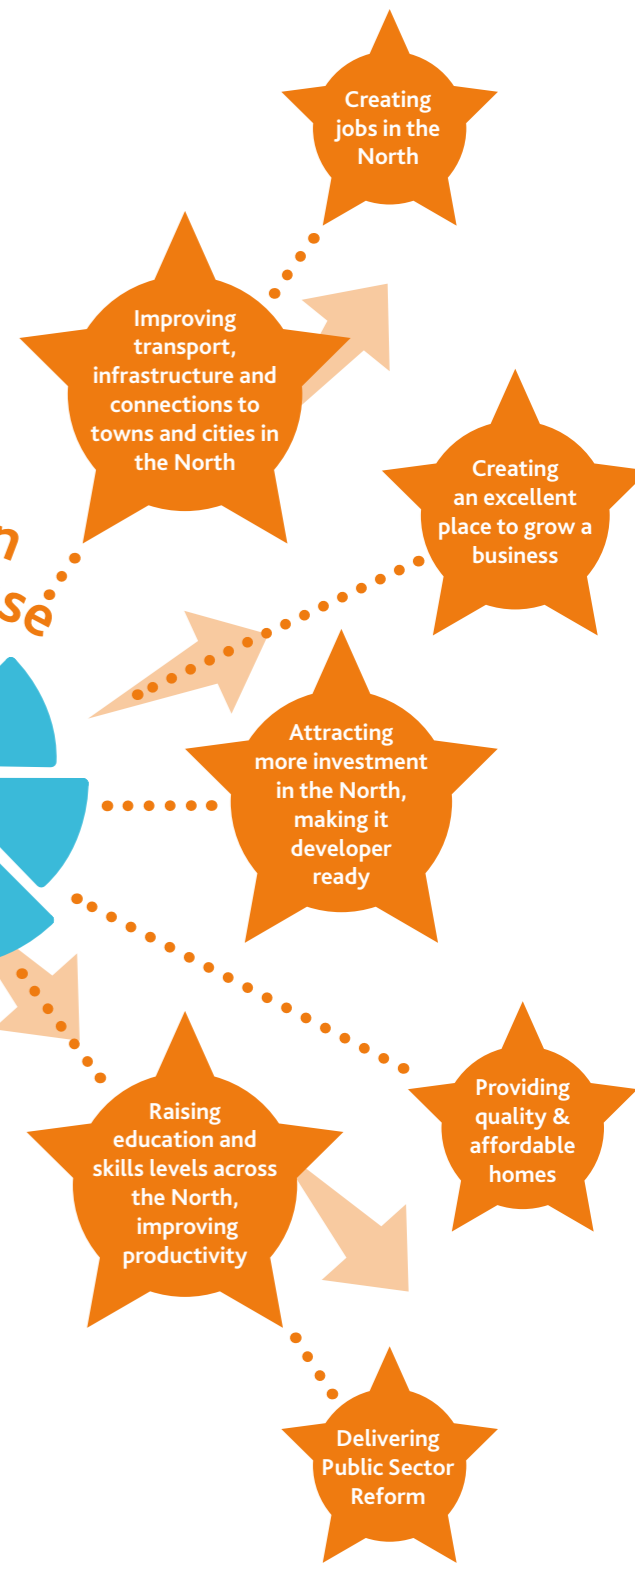 Creating
jobs in the
North
Improving
transport,
infrastructure and
connections to
towns and cities in
the North
Creating
an excellent
place to grow a
business
Attracting
more investment
in the North,
making it
developer
ready
Raising
education and
skills levels across
the North,
improving
productivity
Providing
quality &
affordable
homes
Delivering
Public Sector
Reform